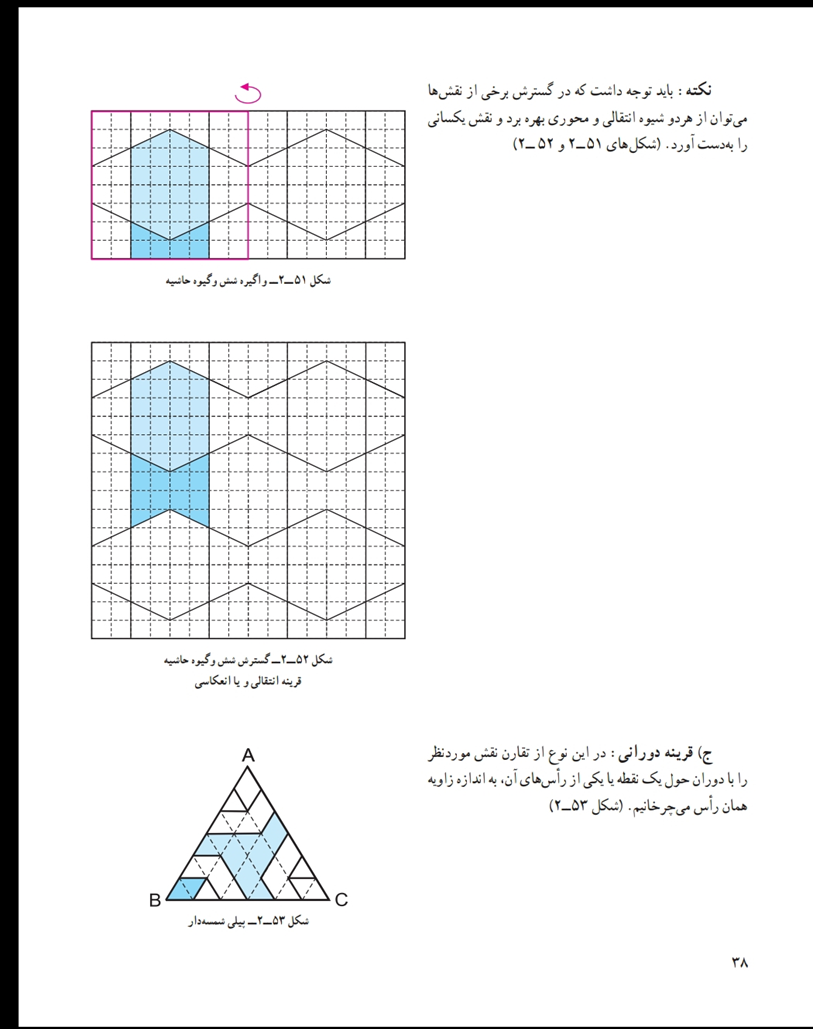 نکته : باید توجه داشت که در گسترش برخی از نقش‌ها
می‌توان از هردو شیوه انتقالی و محوری بهره برد و نقش یکسانی
را به‌دست آورد. (شکل‌های ۵۱ــ۲ و ۵۲ــ۲)
شکل ۵۱ــ۲ــ واگیره شش وگیوه حاشیه
شکل ۵۲ــ۲ــ گسترش شش وگیوه حاشیه
قرینه انتقالی و یا انعکاسی
ج) قرینه دورانی : در این نوع از تقارن نقش موردنظر
را با دوران حول یک نقطه یا یکی از رأس‌های آن، به اندازه زاویه
همان رأس می‌چرخانیم. (شکل ۵۳ــ۲)
A
B
C
شکل ۵۳ــ۲ــ پیلی شمسه‌دار
۳۸